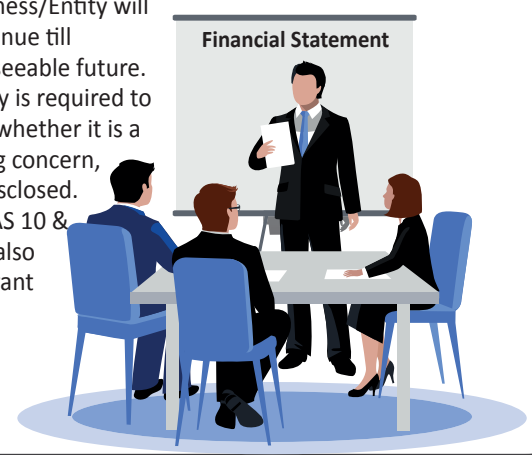 ness/Entity will
nue till
seeable future.
y is required to
whether it is a
g concern,
sclosed.
AS 10 &
also
ant
Financial Statement